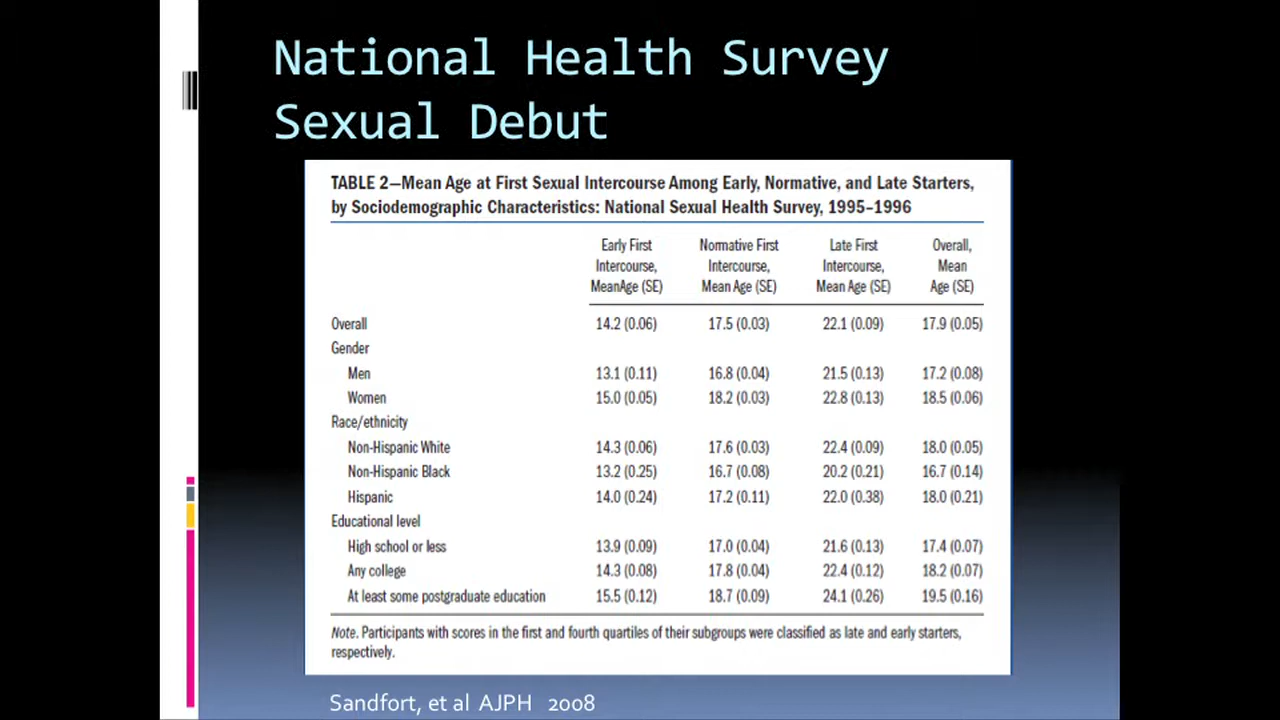 National Health Survey
Sexual Debut
TABLE 2—Mean Age at First Sexual Intercourse Among Early, Normative, and Late Starters,
by Sociodemographic Characteristics: National Sexual Health Survey, 1995–1996
Early First Normative First Late First Overall,
Intercourse, Intercourse, Intercourse, Mean
MeanAge (SE) Mean Age (SE) Mean Age (SE) Age (SE)
Overall 14.2 (0.06) 17.5 (0.03) 22.1 (0.09) 17.9 (0.05)
Gender
Men 13.1 (0.11) 16.8 (0.04) 21.5 (0.13) 17.2 (0.08)
Women 15.0 (0.05) 18.2 (0.03) 22.8 (0.13) 18.5 (0.06)
Race/ethnicity
Non-Hispanic White 14.3 (0.06) 17.6 (0.03) 22.4 (0.09) 18.0 (0.05)
Non-Hispanic Black 13.2 (0.25) 16.7 (0.08) 20.2 (0.21) 16.7 (0.14)
Hispanic 14.0 (0.24) 17.2 (0.11) 22.0 (0.38) 18.0 (0.21)
Educational level
High school or less 13.9 (0.09) 17.0 (0.04) 21.6 (0.13) 17.4 (0.07)
Any college 14.3 (0.08) 17.8 (0.04) 22.4 (0.12) 18.2 (0.07)
At least some postgraduate education 15.5 (0.12) 18.7 (0.09) 24.1 (0.26) 19.5 (0.16)
Note. Participants with scores in the first and fourth quartiles of their subgroups were classified as late and early starters,
respectively.
Sandfort, et al AJPH 2008